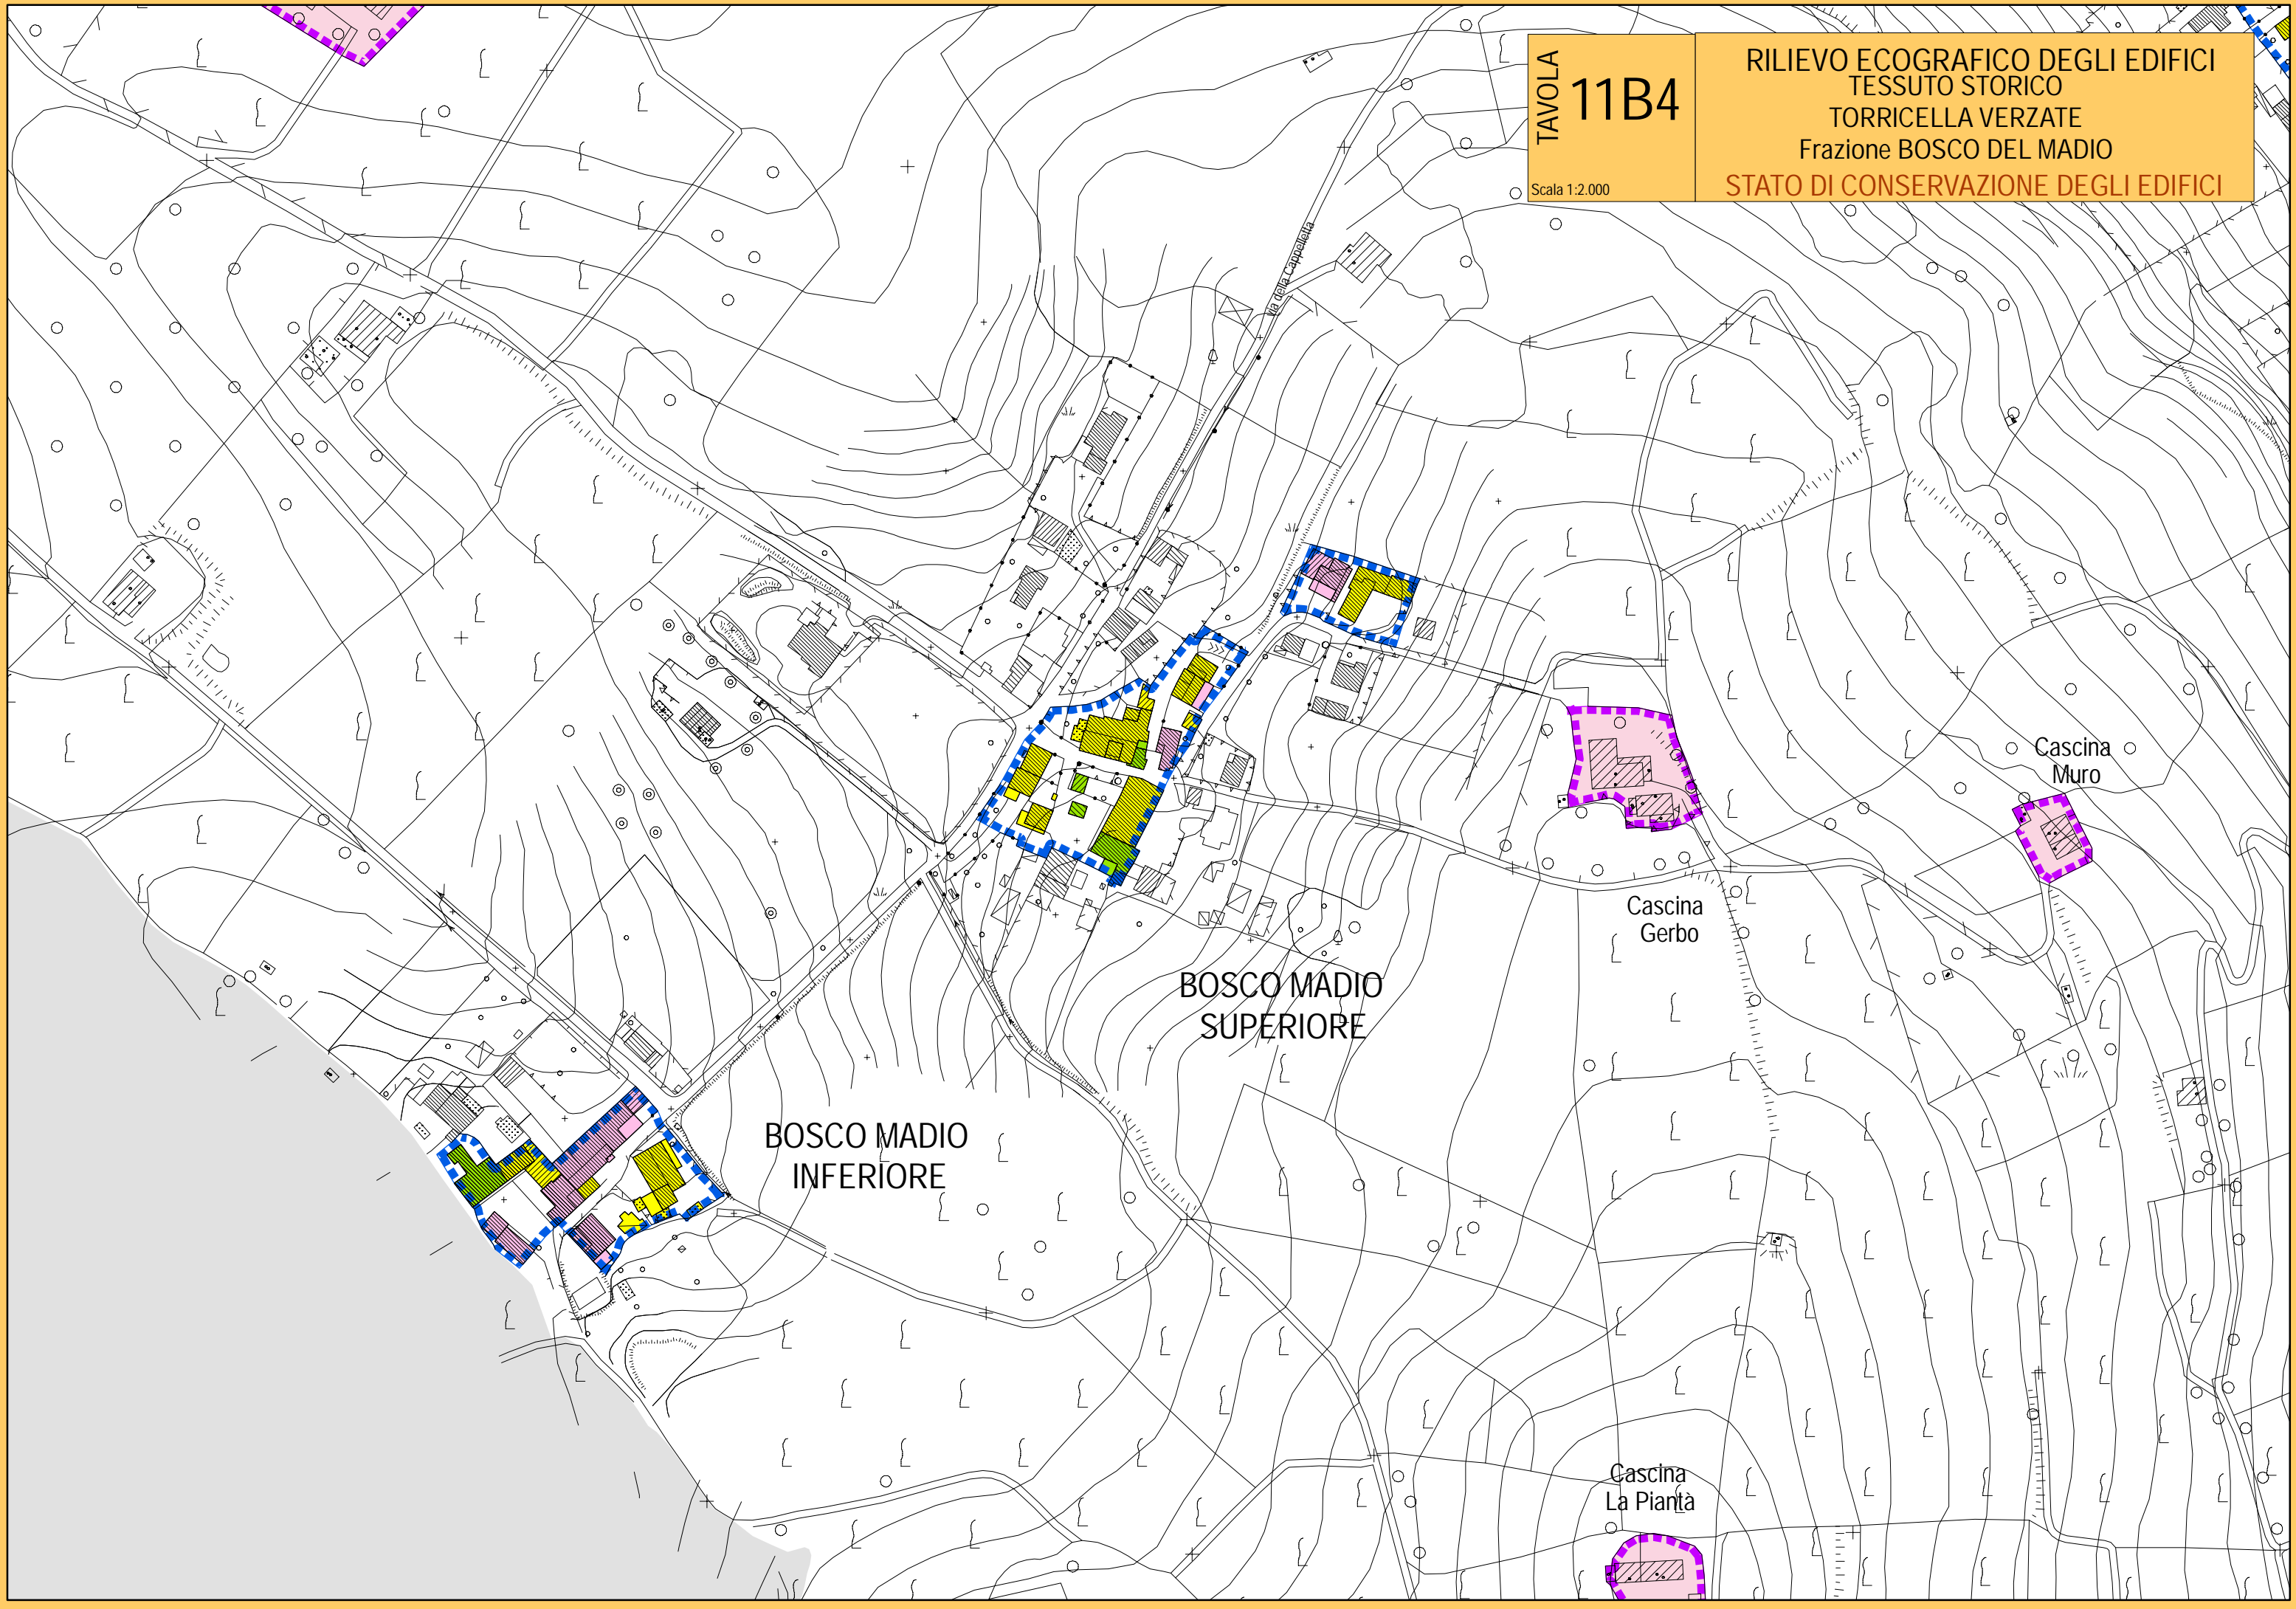 TAVOLA
11B4
Scala 1:2.000
RILIEVO ECOGRAFICO DEGLI EDIFICI
TESSUTO STORICO
TORRICELLA VERZATE
Frazione BOSCO DEL MADIO
STATO DI CONSERVAZIONE DEGLI EDIFICI
Via della Cappelletta
Cascina
Muro
Cascina
Gerbo
BOSCO MADIO
SUPERIORE
BOSCO MADIO
INFERIORE
Cascina
La Piantà